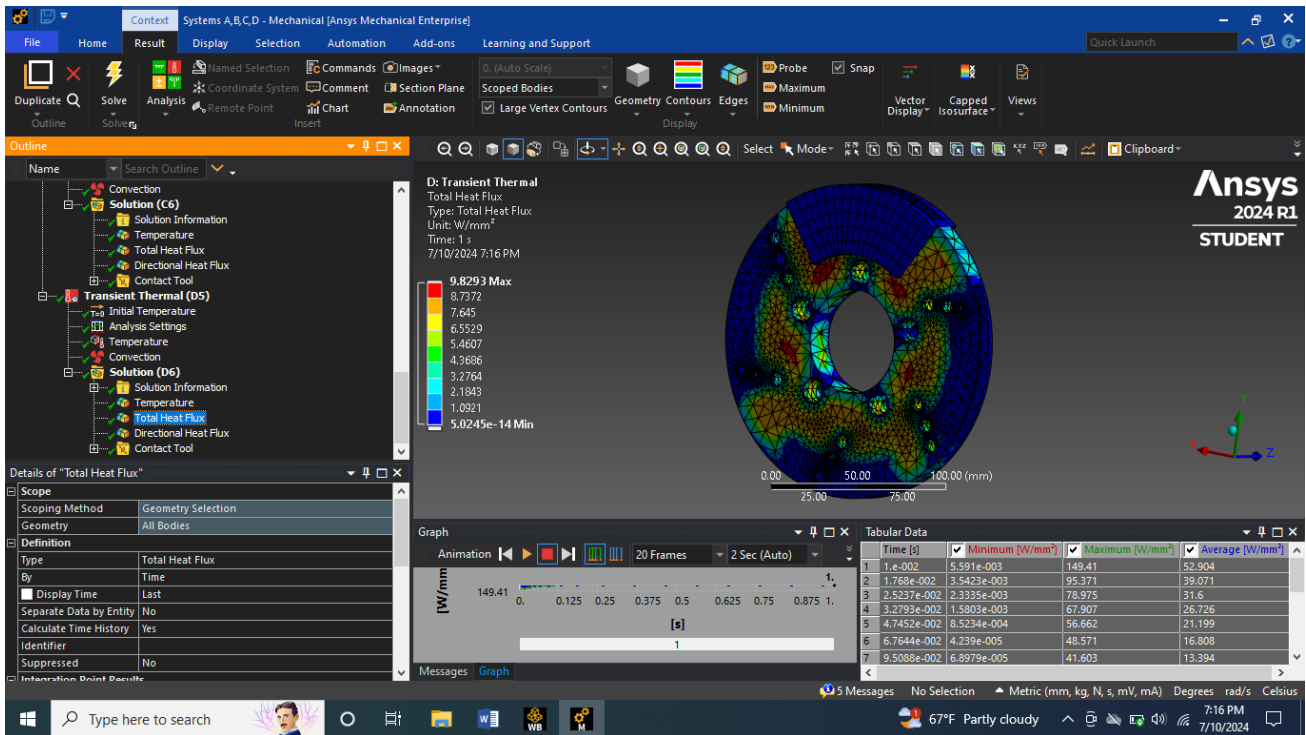 Context
Systems A,B,C,D - Mechanical [Ansys Mechanical Enterprise]
File Home Result Display Selection Automation Add-ons Learning and Support
Quick Launch
Duplicate
Outline
Solve
Solver
Analysis
Named Selection
Coordinate System
Remote Point
Commands
Comment
Chart
Images
Section Plane
Annotation
Insert
0. (Auto Scale)
Scoped Bodies
Large Vertex Contours
Geometry Contours Edges
Display
Probe
Maximum
Minimum
Snap
Vector Display
Capped Isosurface
Views
Outline
Name
Search Outline
Select Mode
Clipboard
Convection
Solution (C6)
Solution Information
Temperature
Total Heat Flux
Directional Heat Flux
Contact Tool
Transient Thermal (D5)
T=0 Initial Temperature
Analysis Settings
Temperature
Convection
Solution (D6)
Solution Information
Temperature
Total Heat Flux
Directional Heat Flux
Contact Tool
D: Transient Thermal
Total Heat Flux
Type: Total Heat Flux
Unit: W/mm²
Time: 1 s
7/10/2024 7:16 PM
9.8293 Max
8.7372
7.645
6.5529
5.4607
4.3686
3.2764
2.1843
1.0921
5.0245e-14 Min
Ansys
2024 R1
STUDENT
Y
X
Z
0.00 50.00 100.00 (mm)
25.00 75.00
Details of "Total Heat Flux"
Scope
Scoping Method Geometry Selection
Geometry All Bodies
Definition
Type Total Heat Flux
By Time
Display Time Last
Separate Data by Entity No
Calculate Time History Yes
Identifier
Suppressed No
Integration Point Results
Graph
Animation 20 Frames 2 Sec (Auto)
[W/mm
149.41
1.
0. 0.125 0.25 0.375 0.5 0.625 0.75 0.875 1.
[s]
1
Messages Graph
Tabular Data
Time [s] Minimum [W/mm²] Maximum [W/mm²] Average [W/mm²]
1 1.e-002 5.591e-003 149.41 52.904
2 1.768e-002 3.5423e-003 95.371 39.071
3 2.5237e-002 2.3335e-003 78.975 31.6
4 3.2793e-002 1.5803e-003 67.907 26.726
5 4.7452e-002 8.5234e-004 56.662 21.199
6 6.7644e-002 4.239e-005 48.571 16.808
7 9.5088e-002 6.8979e-005 41.603 13.394
5 Messages No Selection Metric (mm, kg, N, s, mV, mA) Degrees rad/s Celsius
Type here to search
WB
M
67°F Partly cloudy
7:16 PM
7/10/2024